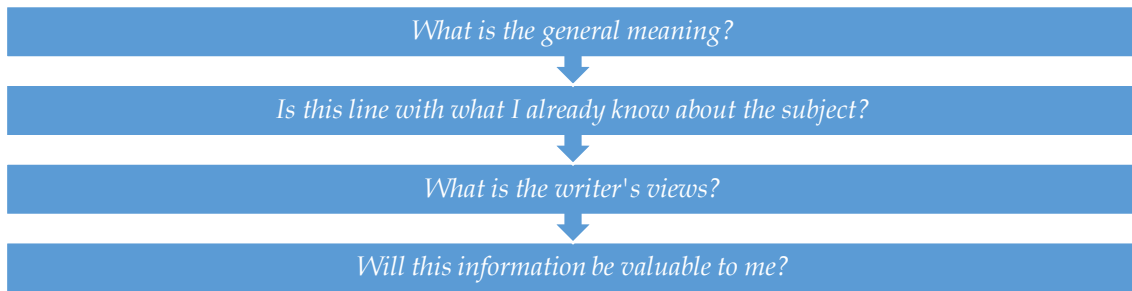 What is the general meaning?
Is this line with what I already know about the subject?
What is the writer's views?
Will this information be valuable to me?